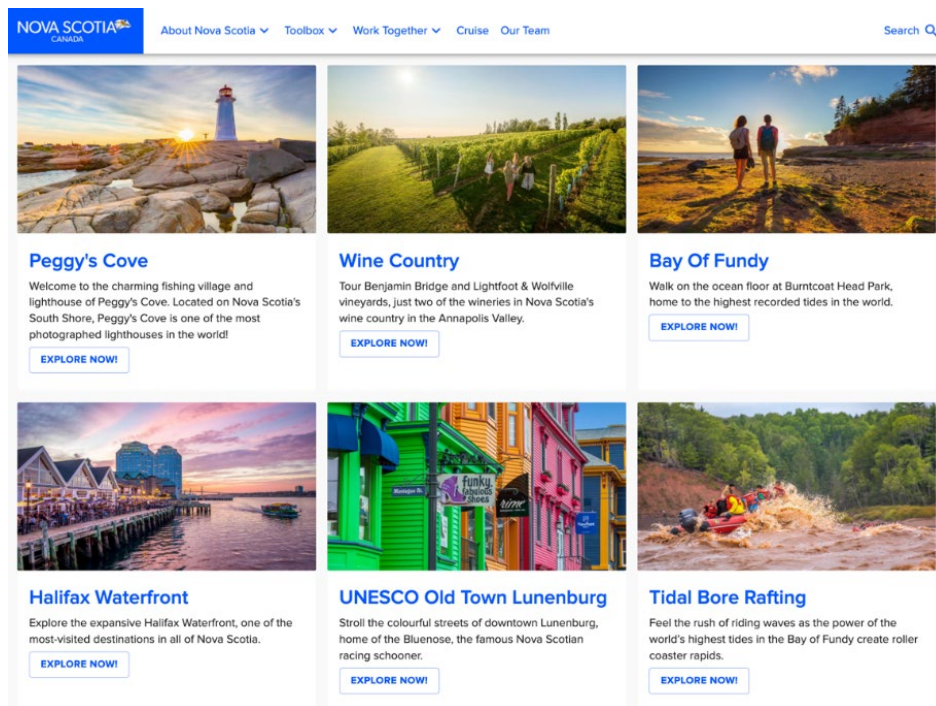 NOVA SCOTIA
CANADA
About Nova Scotia
Toolbox
Work Together
Cruise
Our Team
Search
Peggy's Cove
Welcome to the charming fishing village and
lighthouse of Peggy's Cove. Located on Nova Scotia's
South Shore, Peggy's Cove is one of the most
photographed lighthouses in the world!
EXPLORE NOW!
Wine Country
Tour Benjamin Bridge and Lightfoot & Wolfville
vineyards, just two of the wineries in Nova Scotia's
wine country in the Annapolis Valley.
EXPLORE NOW!
Bay Of Fundy
Walk on the ocean floor at Burntcoat Head Park,
home to the highest recorded tides in the world.
EXPLORE NOW!
Halifax Waterfront
Explore the expansive Halifax Waterfront, one of the
most-visited destinations in all of Nova Scotia.
EXPLORE NOW!
Montague St.
funky
fabulous
shoes
UNESCO Old Town Lunenburg
Stroll the colourful streets of downtown Lunenburg,
home of the Bluenose, the famous Nova Scotian
racing schooner.
EXPLORE NOW!
Tidal Bore Rafting
Feel the rush of riding waves as the power of the
world's highest tides in the Bay of Fundy create roller
coaster rapids.
EXPLORE NOW!